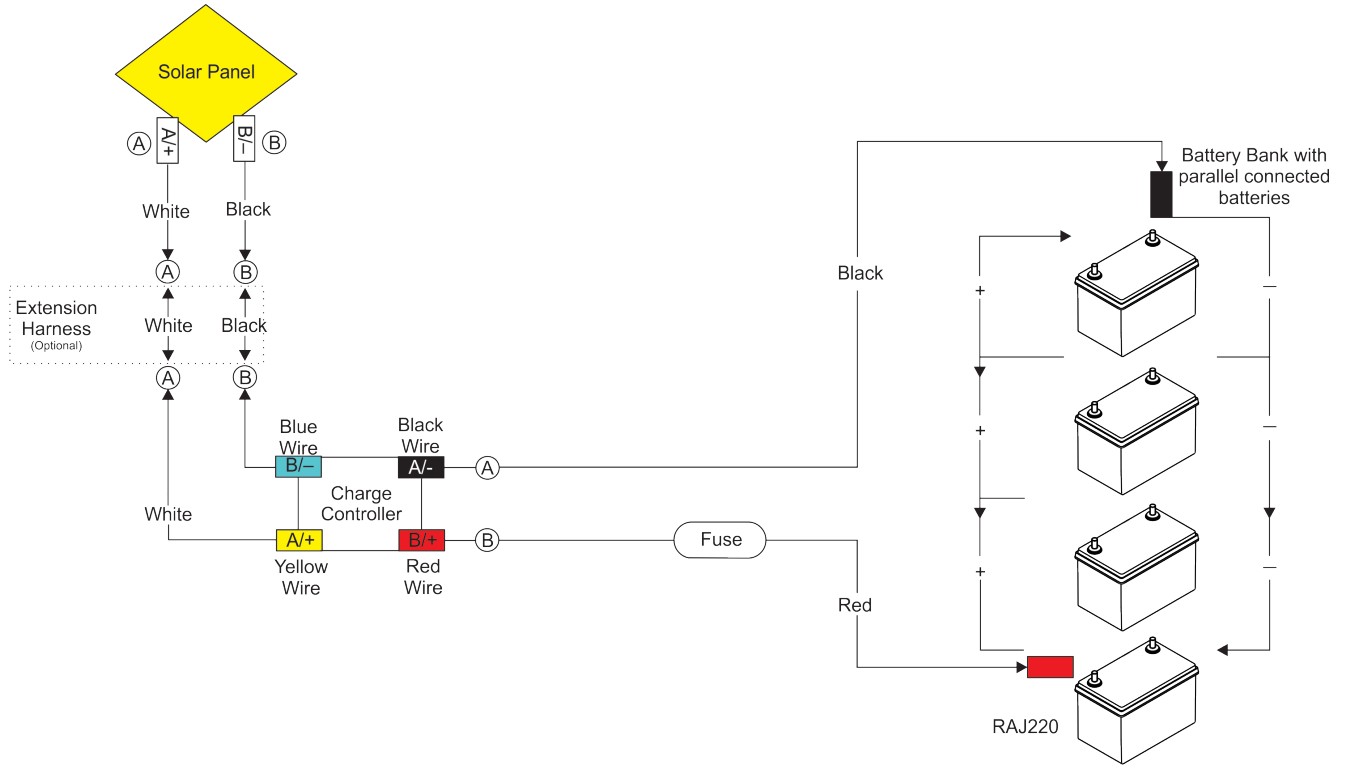 Solar Panel
A
A/+
B/–
B
White
Black
A
B
Extension
Harness
(Optional)
White
Black
A
B
White
Blue
Wire
B/–
Black
Wire
A/-
A
Charge
Controller
A/+
Yellow
Wire
B/+
Red
Wire
B
Fuse
Black
Red
Battery Bank with
parallel connected
batteries
+
–
+
–
+
–
RAJ220